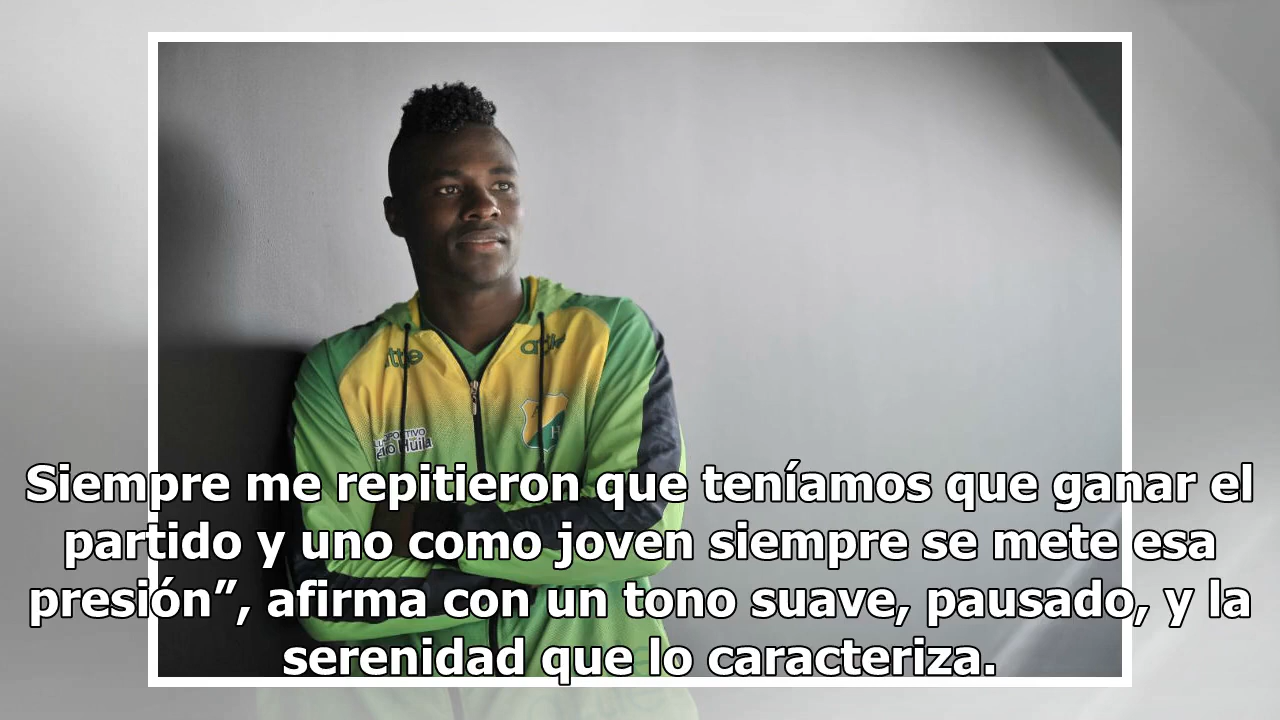 Siempre me repitieron que teníamos que ganar el
partido y uno como joven siempre se mete esa
presión”, afirma con un tono suave, pausado, y la
serenidad que lo caracteriza.
Huila
H